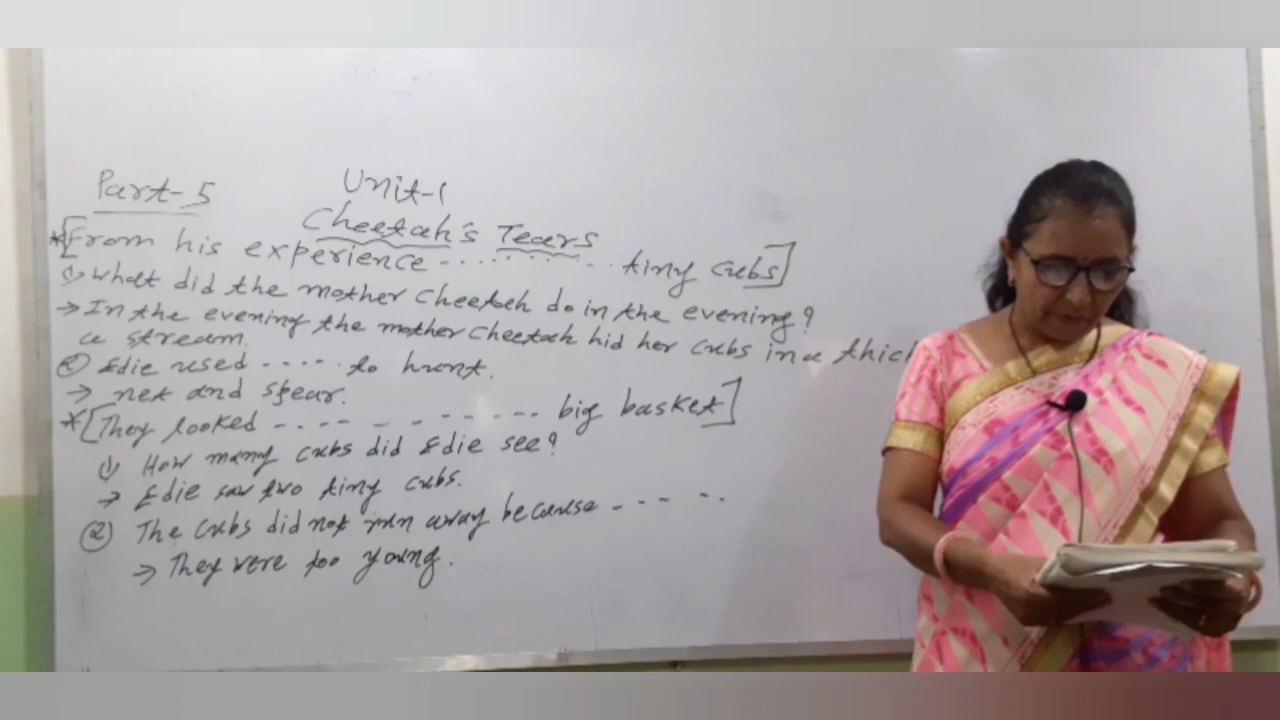 Part-5 Unit-1
Cheetah's Tears
*[From his experience ............ tiny cubs]
1) What did the mother cheetah do in the evening?
→ In the evening the mother cheetah hid her cubs in a
a stream.
② Edie used ..... to hunt.
→ net and spear.
*[They looked ---- - - - ----- big basket]
1) How many cubs did Edie see?
→ Edie saw two tiny cubs.
② The cubs did not run away because - -- --.
→ They were too young.